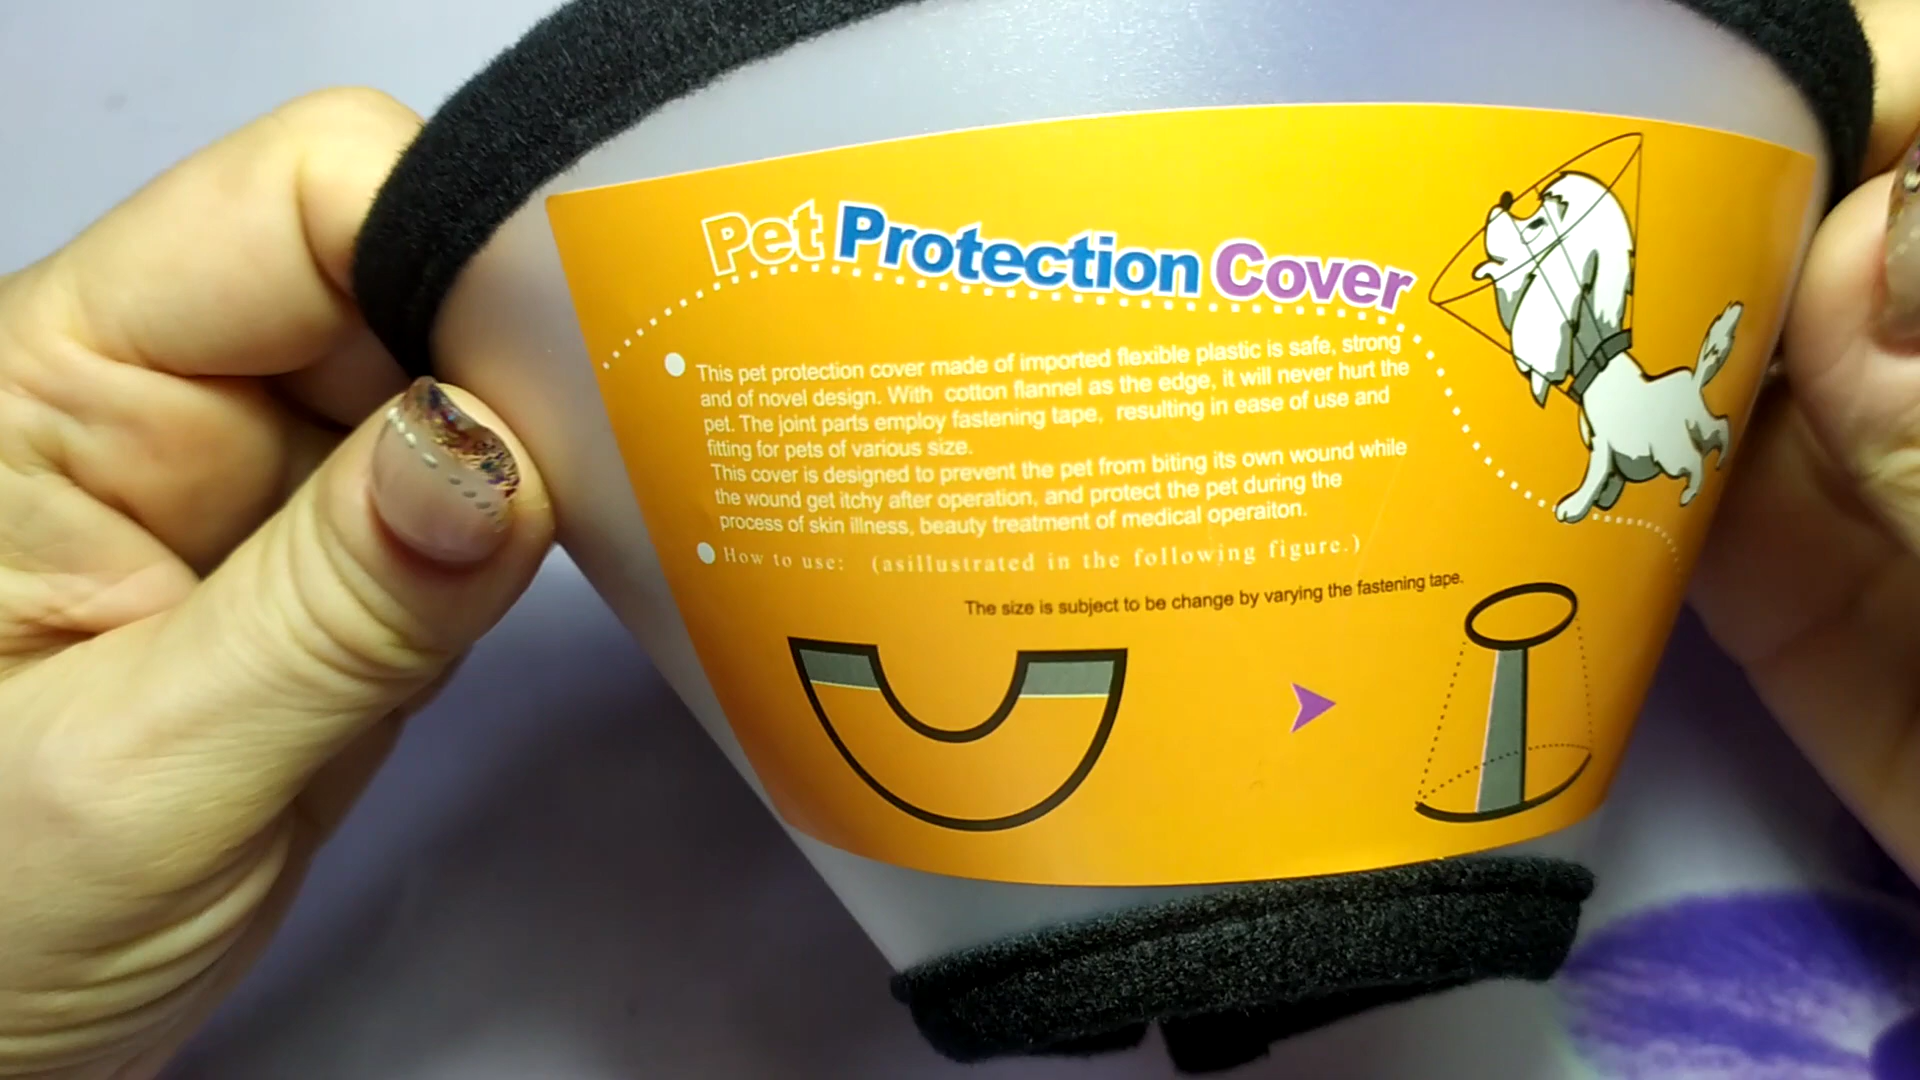 Pet Protection Cover
This pet protection cover made of imported flexible plastic is safe, strong
and of novel design. With cotton flannel as the edge, it will never hurt the
pet. The joint parts employ fastening tape, resulting in ease of use and
fitting for pets of various size.
This cover is designed to prevent the pet from biting its own wound while
the wound get itchy after operation, and protect the pet during the
process of skin illness, beauty treatment of medical operaiton.
How to use: (asillustrated in the following figure.)
The size is subject to be change by varying the fastening tape.